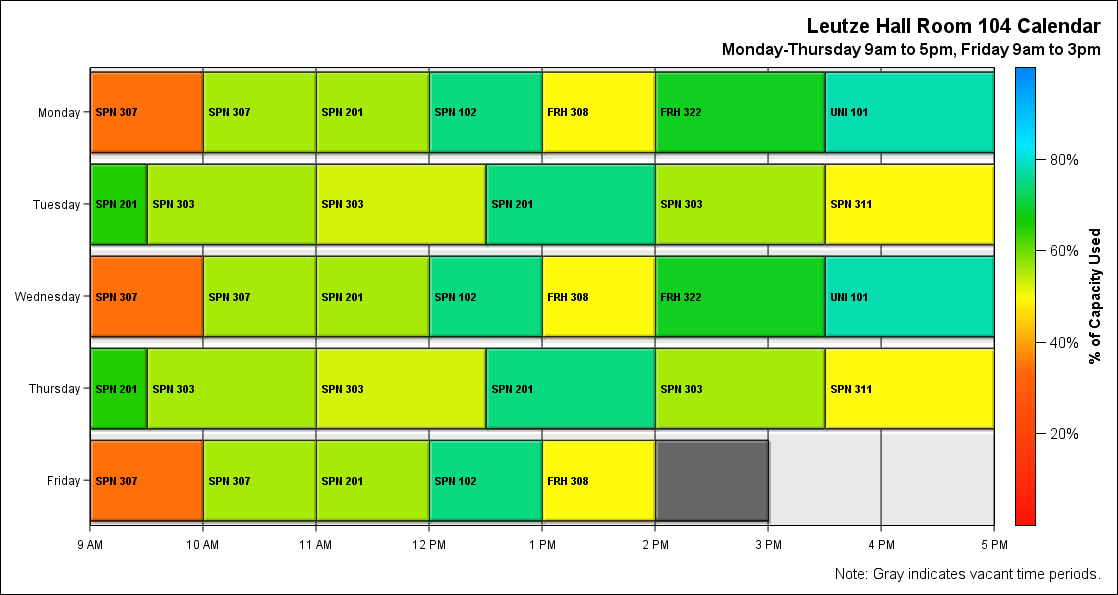 Leutze Hall Room 104 Calendar
Monday-Thursday 9am to 5pm, Friday 9am to 3pm
Monday SPN 307 SPN 307 SPN 201 SPN 102 FRH 308 FRH 322 UNI 101
Tuesday SPN 201 SPN 303 SPN 303 SPN 201 SPN 303 SPN 311
Wednesday SPN 307 SPN 307 SPN 201 SPN 102 FRH 308 FRH 322 UNI 101
Thursday SPN 201 SPN 303 SPN 303 SPN 201 SPN 303 SPN 311
Friday SPN 307 SPN 307 SPN 201 SPN 102 FRH 308
9 AM 10 AM 11 AM 12 PM 1 PM 2 PM 3 PM 4 PM 5 PM
80%
60%
40%
20%
% of Capacity Used
Note: Gray indicates vacant time periods.